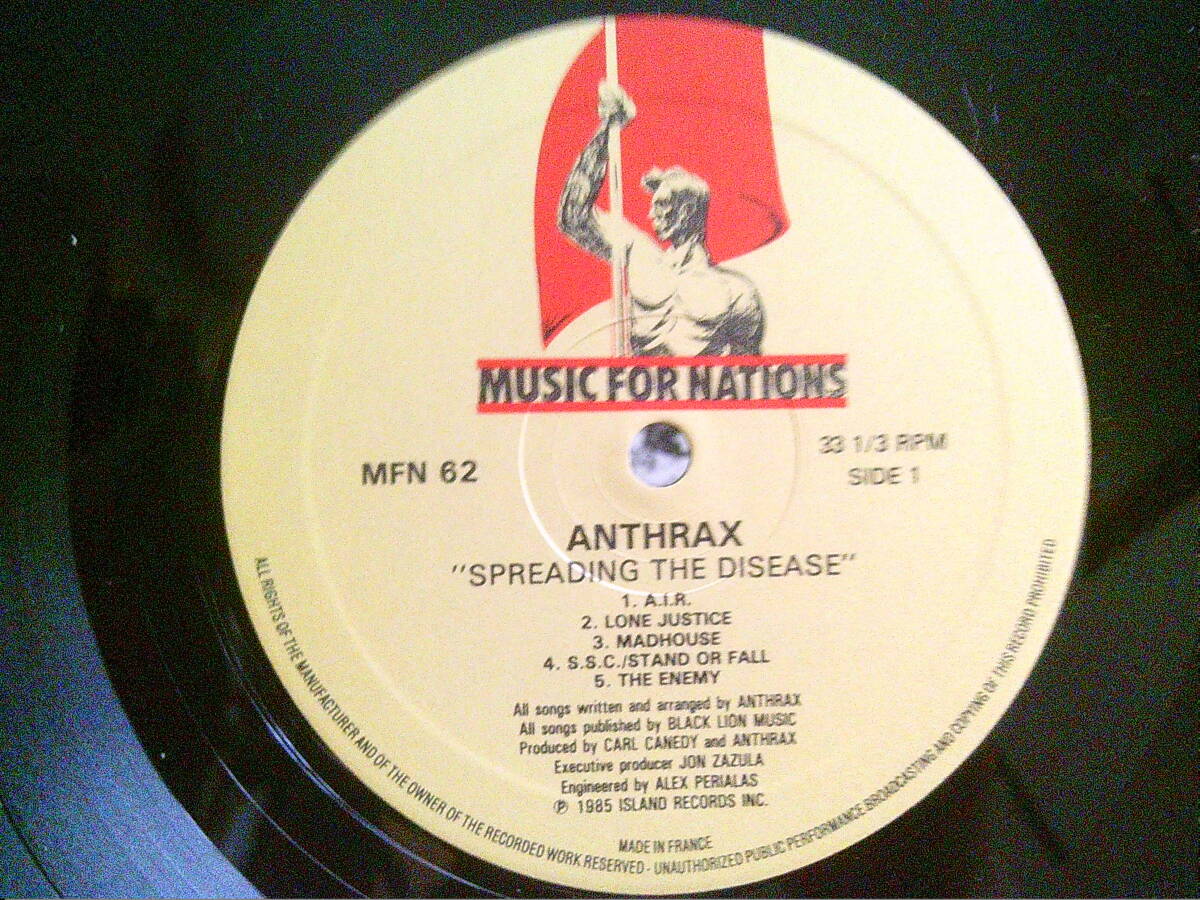 MUSIC FOR NATIONS
MFN 62
33 1/3 RPM
SIDE 1
ANTHRAX
"SPREADING THE DISEASE"
1. A.I.R.
2. LONE JUSTICE
3. MADHOUSE
4. S.S.C./STAND OR FALL
5. THE ENEMY
All songs written and arranged by ANTHRAX
All songs published by BLACK LION MUSIC
Produced by CARL CANEDY and ANTHRAX
Executive producer JON ZAZULA
Engineered by ALEX PERIALAS
℗ 1985 ISLAND RECORDS INC.
MADE IN FRANCE
ALL RIGHTS OF THE MANUFACTURER AND OF THE OWNER OF THE RECORDED WORK RESERVED - UNAUTHORIZED PUBLIC PERFORMANCE BROADCASTING AND COPYING OF THIS RECORD PROHIBITED